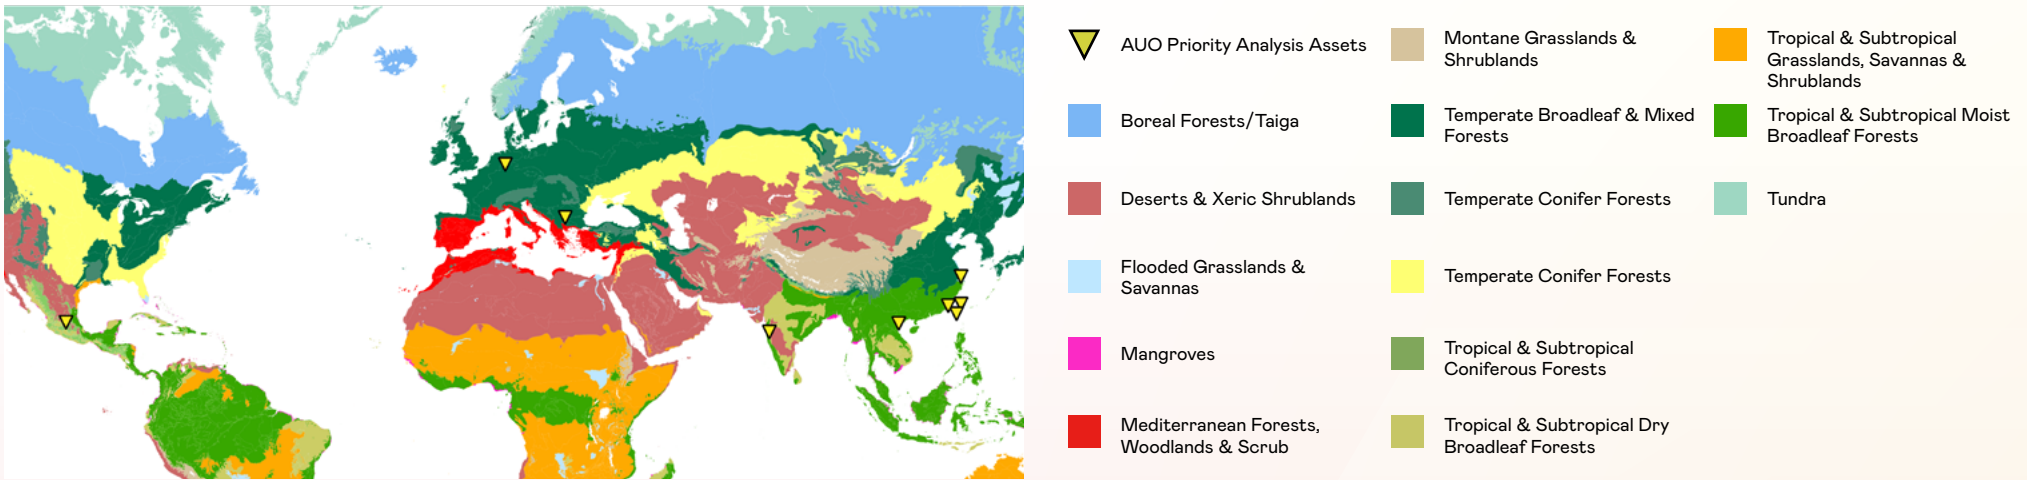 AUO Priority Analysis Assets
Boreal Forests/Taiga
Deserts & Xeric Shrublands
Flooded Grasslands &
Savannas
Mangroves
Mediterranean Forests,
Woodlands & Scrub
Montane Grasslands &
Shrublands
Temperate Broadleaf & Mixed
Forests
Temperate Conifer Forests
Temperate Conifer Forests
Tropical & Subtropical
Coniferous Forests
Tropical & Subtropical Dry
Broadleaf Forests
Tropical & Subtropical
Grasslands, Savannas &
Shrublands
Tropical & Subtropical Moist
Broadleaf Forests
Tundra